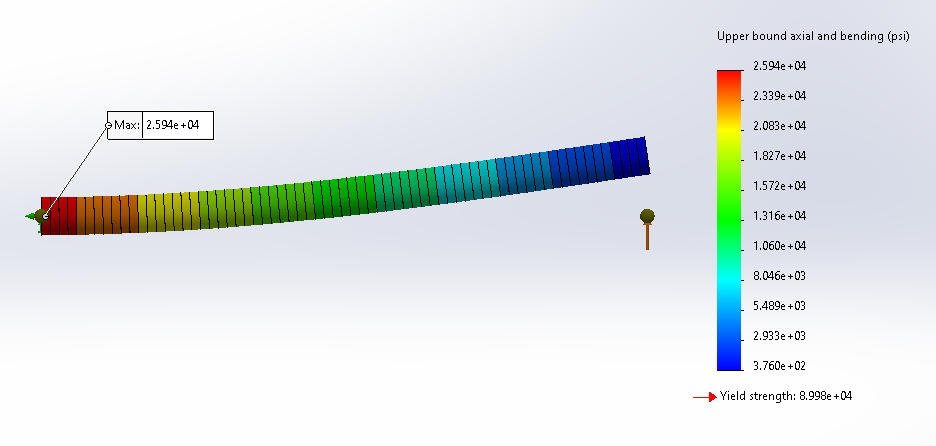 Upper bound axial and bending (psi)
2.594e+04
2.339e+04
2.083e+04
1.827e+04
1.572e+04
1.316e+04
1.060e+04
8.046e+03
5.489e+03
2.933e+03
3.760e+02
Yield strength: 8.998e+04
Max: 2.594e+04